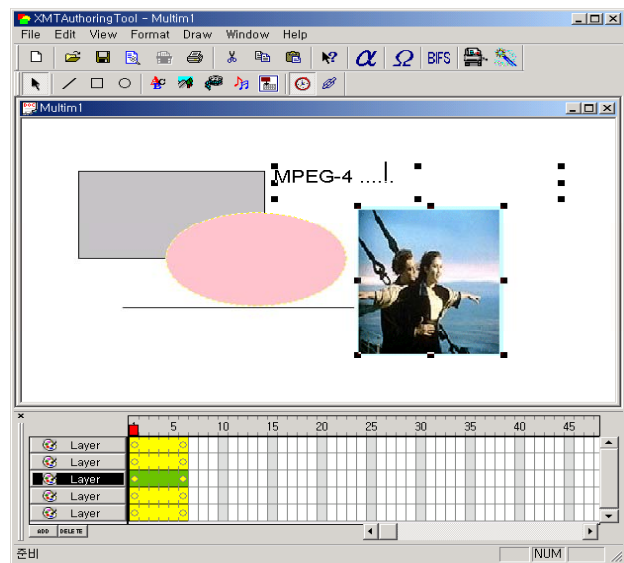 XMTAuthoringTool - Multim1
File Edit View Format Draw Window Help
α Ω BIFS
Multim1
MPEG-4 ......
5 10 15 20 25 30 35 40 45
Layer
Layer
Layer
Layer
Layer
ADD DELETE
준비 NUM